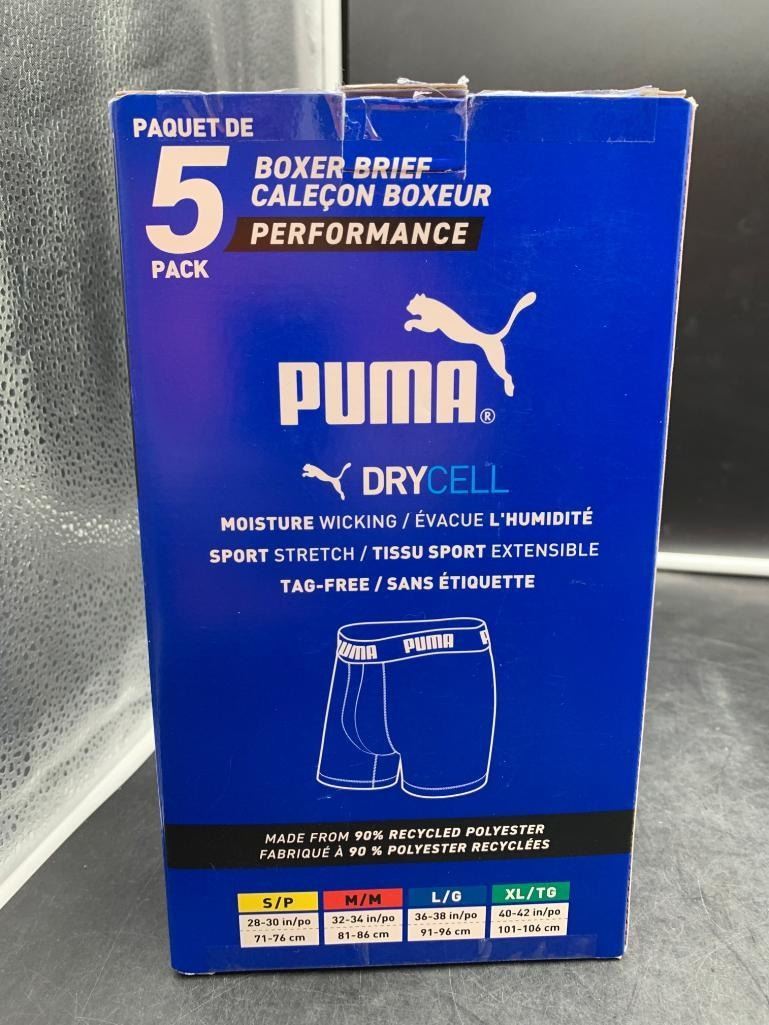 PAQUET DE
5
PACK
BOXER BRIEF
CALEÇON BOXEUR
PERFORMANCE
PUMA®
DRYCELL
MOISTURE WICKING / ÉVACUE L'HUMIDITÉ
SPORT STRETCH / TISSU SPORT EXTENSIBLE
TAG-FREE / SANS ÉTIQUETTE
UMA PUMA P
MADE FROM 90% RECYCLED POLYESTER
FABRIQUÉ À 90 % POLYESTER RECYCLÉES
S/P M/M L/G XL/TG
28-30 in/po 32-34 in/po 36-38 in/po 40-42 in/po
71-76 cm 81-86 cm 91-96 cm 101-106 cm